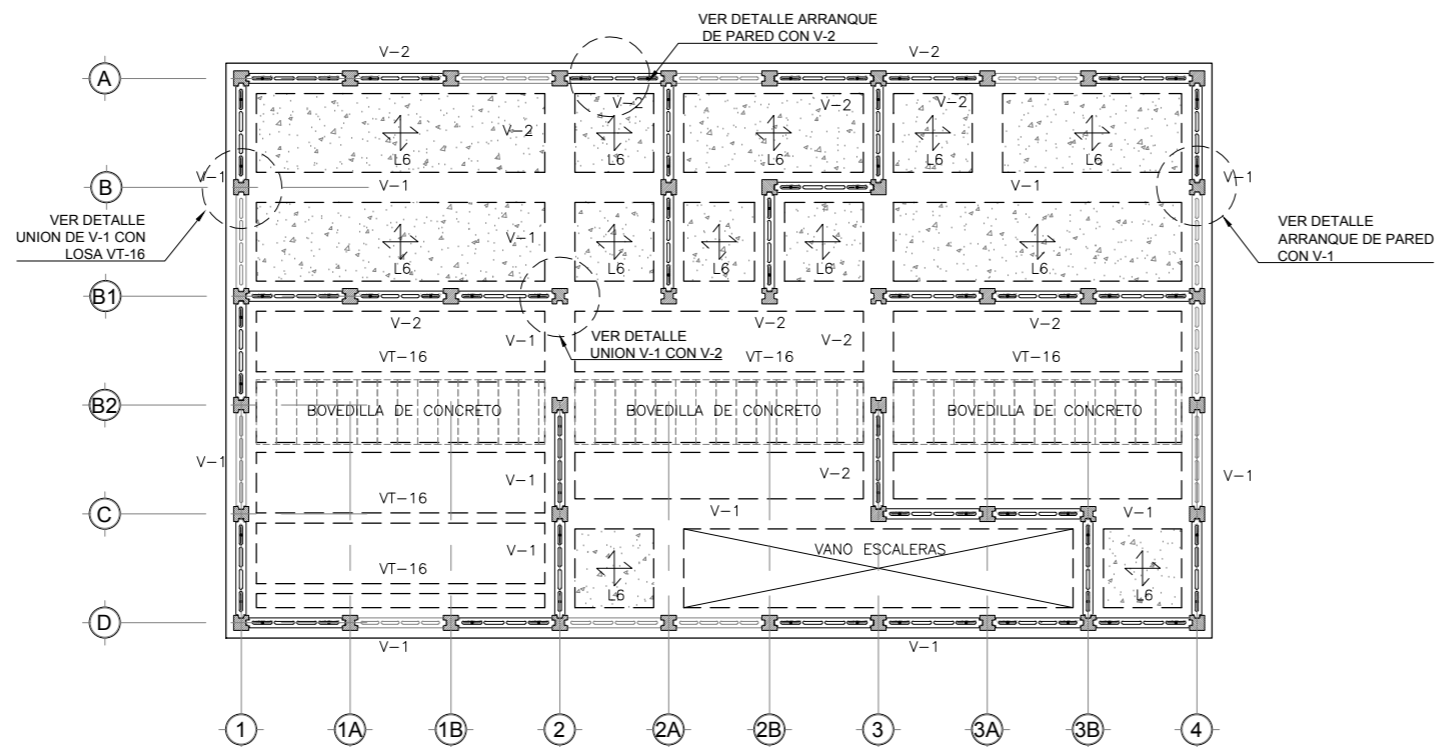 VER DETALLE ARRANQUE
DE PARED CON V-2
V-2
V-2
A
V-2
V-2
V-2
V-2
L6
L6
L6
L6
L6
B
V-1
V-1
V-1
V-1
VER DETALLE
UNION DE V-1 CON
LOSA VT-16
VER DETALLE
ARRANQUE DE PARED
CON V-1
V-1
L6
L6
L6
L6
L6
B1
V-2
V-2
V-2
V-1
VER DETALLE
UNION V-1 CON V-2
V-2
VT-16
VT-16
VT-16
B2
BOVEDILLA DE CONCRETO
BOVEDILLA DE CONCRETO
BOVEDILLA DE CONCRETO
V-1
V-1
V-2
V-1
VT-16
C
V-1
V-1
V-1
VANO ESCALERAS
VT-16
L6
L6
D
V-1
V-1
1
1A
1B
2
2A
2B
3
3A
3B
4